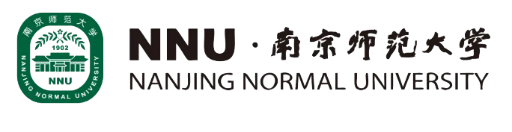 南京师范大学
1902
NNU
NANJING NORMAL UNIVERSITY
NNU·南京师范大学
NANJING NORMAL UNIVERSITY